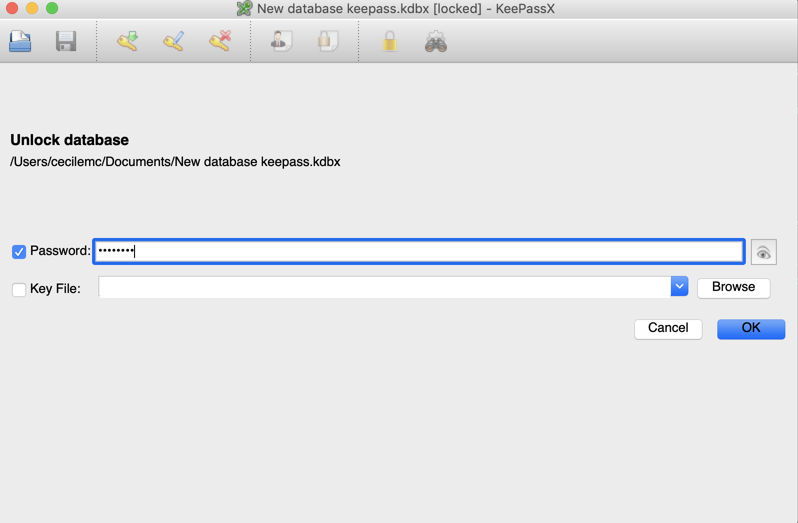 New database keepass.kdbx [locked] - KeePassX
Unlock database
/Users/cecilemc/Documents/New database keepass.kdbx
Password: ••••••••
Key File:
Browse
Cancel
OK